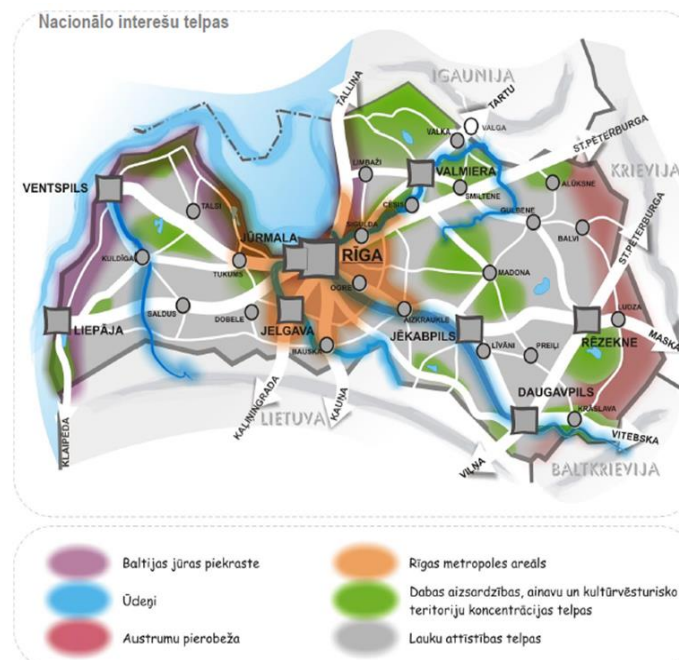 Nacionālo interešu telpas
IGAUNIJA
TALLINA
TARTU
VALKA
VALGA
ST.PĒTERBURGA
KRIEVIJA
LIMBAŽI
VALMIERA
VENTSPILS
ALŪKSNE
SMILTENE
CĒSIS
TALSI
GULBENE
SIGULDA
BALVI
ST.PĒTERBURGA
JŪRMALA
RĪGA
KULDĪGA
TUKUMS
MADONA
OGRE
LUDZA
SALDUS
DOBELE
AIZKRAUKLE
LIEPĀJA
JELGAVA
JĒKABPILS
RĒZEKNE
MASKA
BAUSKA
LĪVĀNI
PREIĻI
DAUGAVPILS
KRĀSLAVA
KLAIPĒDA
KAĻIŅINGRADA
LIETUVA
KAUŅA
VITEBSKA
VIĻŅA
BALTKRIEVIJA
Baltijas jūras piekraste
Ūdeņi
Austrumu pierobeža
Rīgas metropoles areāls
Dabas aizsardzības, ainavu un kultūrvēsturisko
teritoriju koncentrācijas telpas
Lauku attīstības telpas